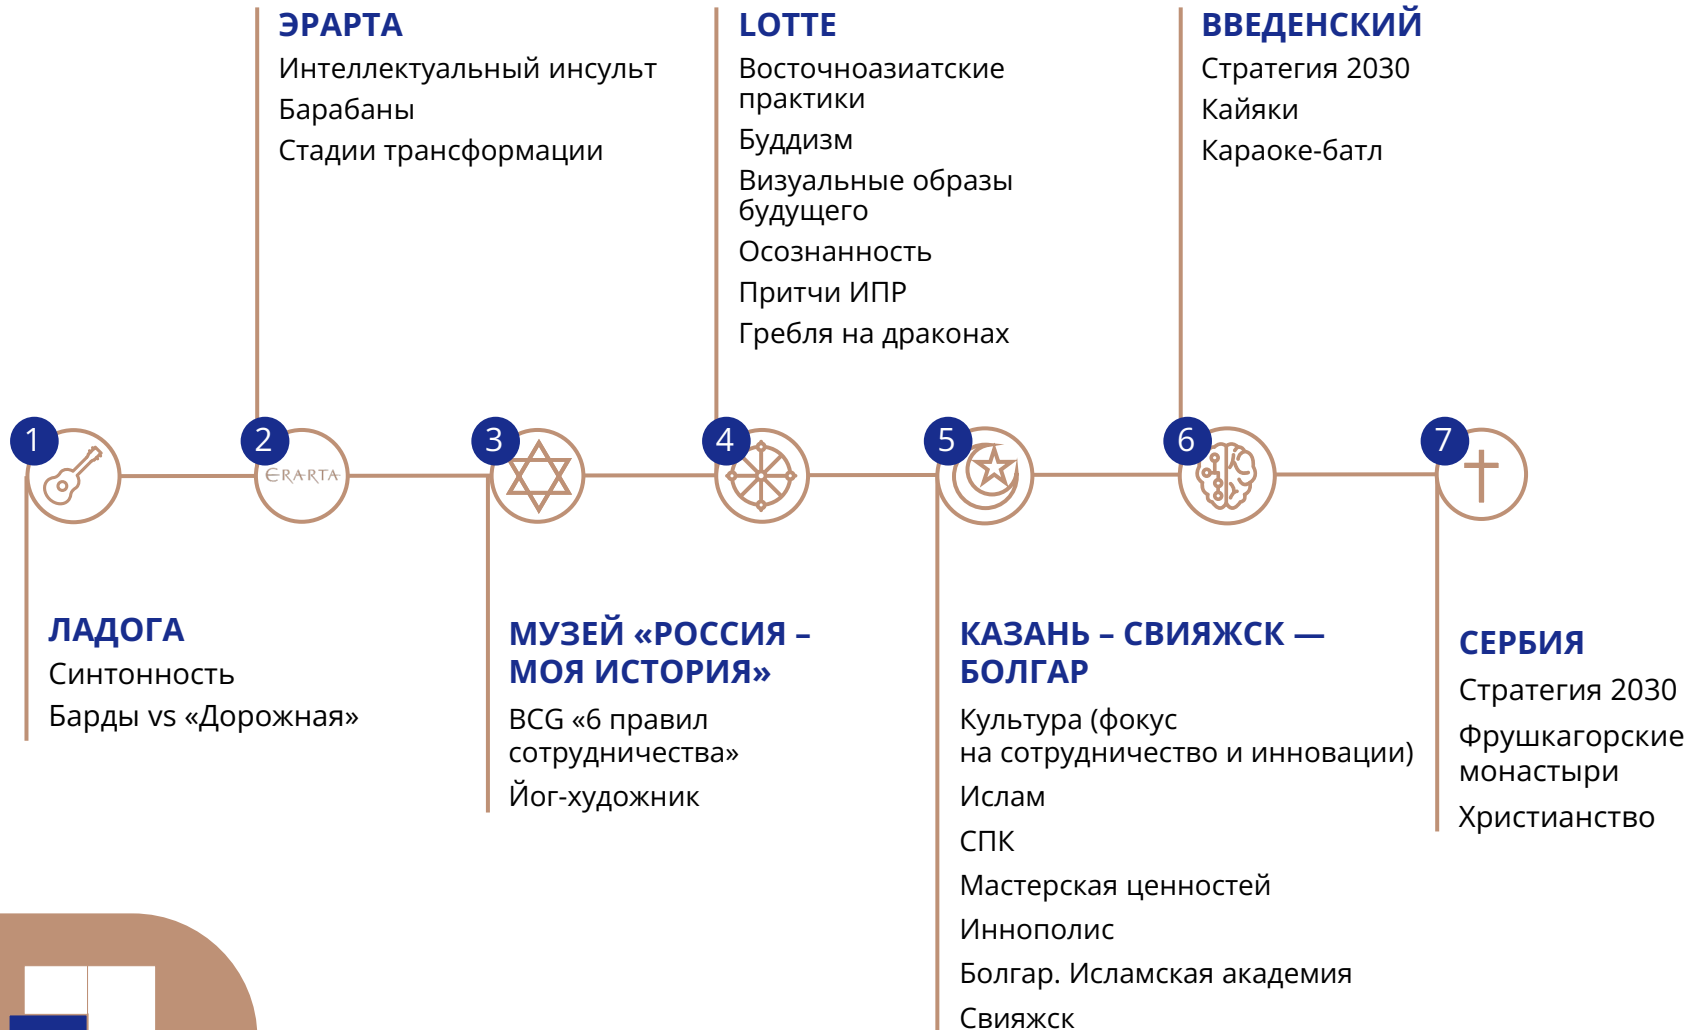 ЭРАРТА
Интеллектуальный инсульт
Барабаны
Стадии трансформации
LOTTE
Восточноазиатские
практики
Буддизм
Визуальные образы
будущего
Осознанность
Притчи ИПР
Гребля на драконах
ВВЕДЕНСКИЙ
Стратегия 2030
Кайяки
Караоке-батл
1
2
ERARTA
3
4
5
6
7
ЛАДОГА
Синтонность
Барды vs «Дорожная»
МУЗЕЙ «РОССИЯ –
МОЯ ИСТОРИЯ»
BCG «6 правил
сотрудничества»
Йог-художник
КАЗАНЬ – СВИЯЖСК —
БОЛГАР
Культура (фокус
на сотрудничество и инновации)
Ислам
СПК
Мастерская ценностей
Иннополис
Болгар. Исламская академия
Свияжск
СЕРБИЯ
Стратегия 2030
Фрушкагорские
монастыри
Христианство